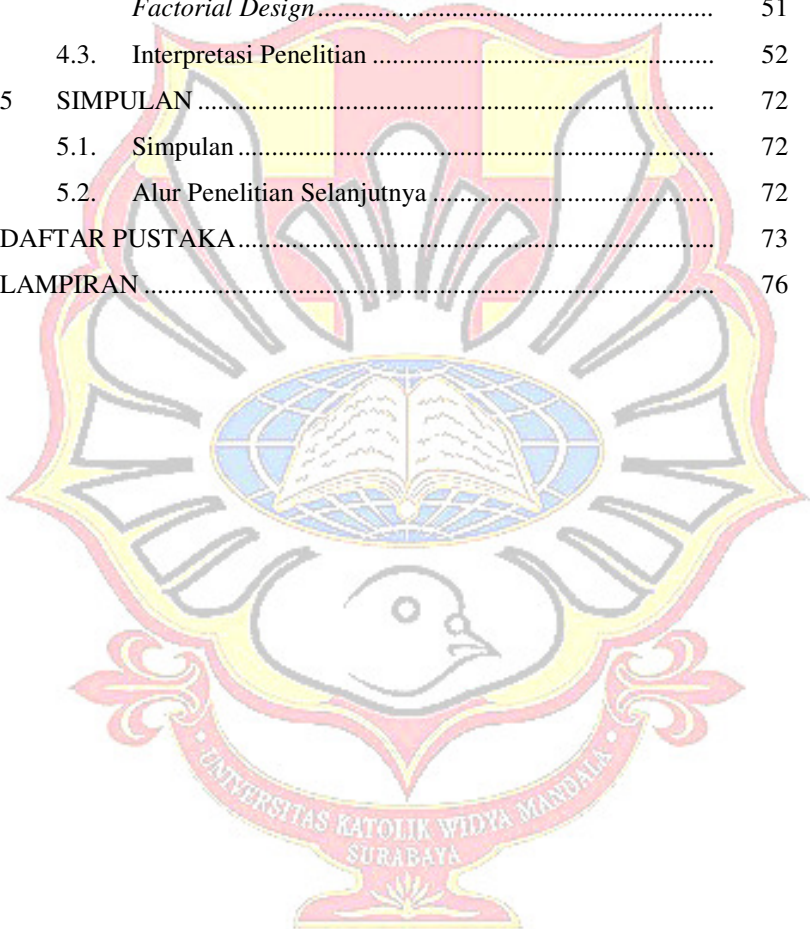 Factorial Design ........................................................... 51
4.3. Interpretasi Penelitian ........................................................... 52
5 SIMPULAN ........................................................... 72
5.1. Simpulan ........................................................... 72
5.2. Alur Penelitian Selanjutnya ........................................................... 72
DAFTAR PUSTAKA ........................................................... 73
LAMPIRAN ........................................................... 76
UNIVERSITAS KATOLIK WIDYA MANDALA
SURABAYA